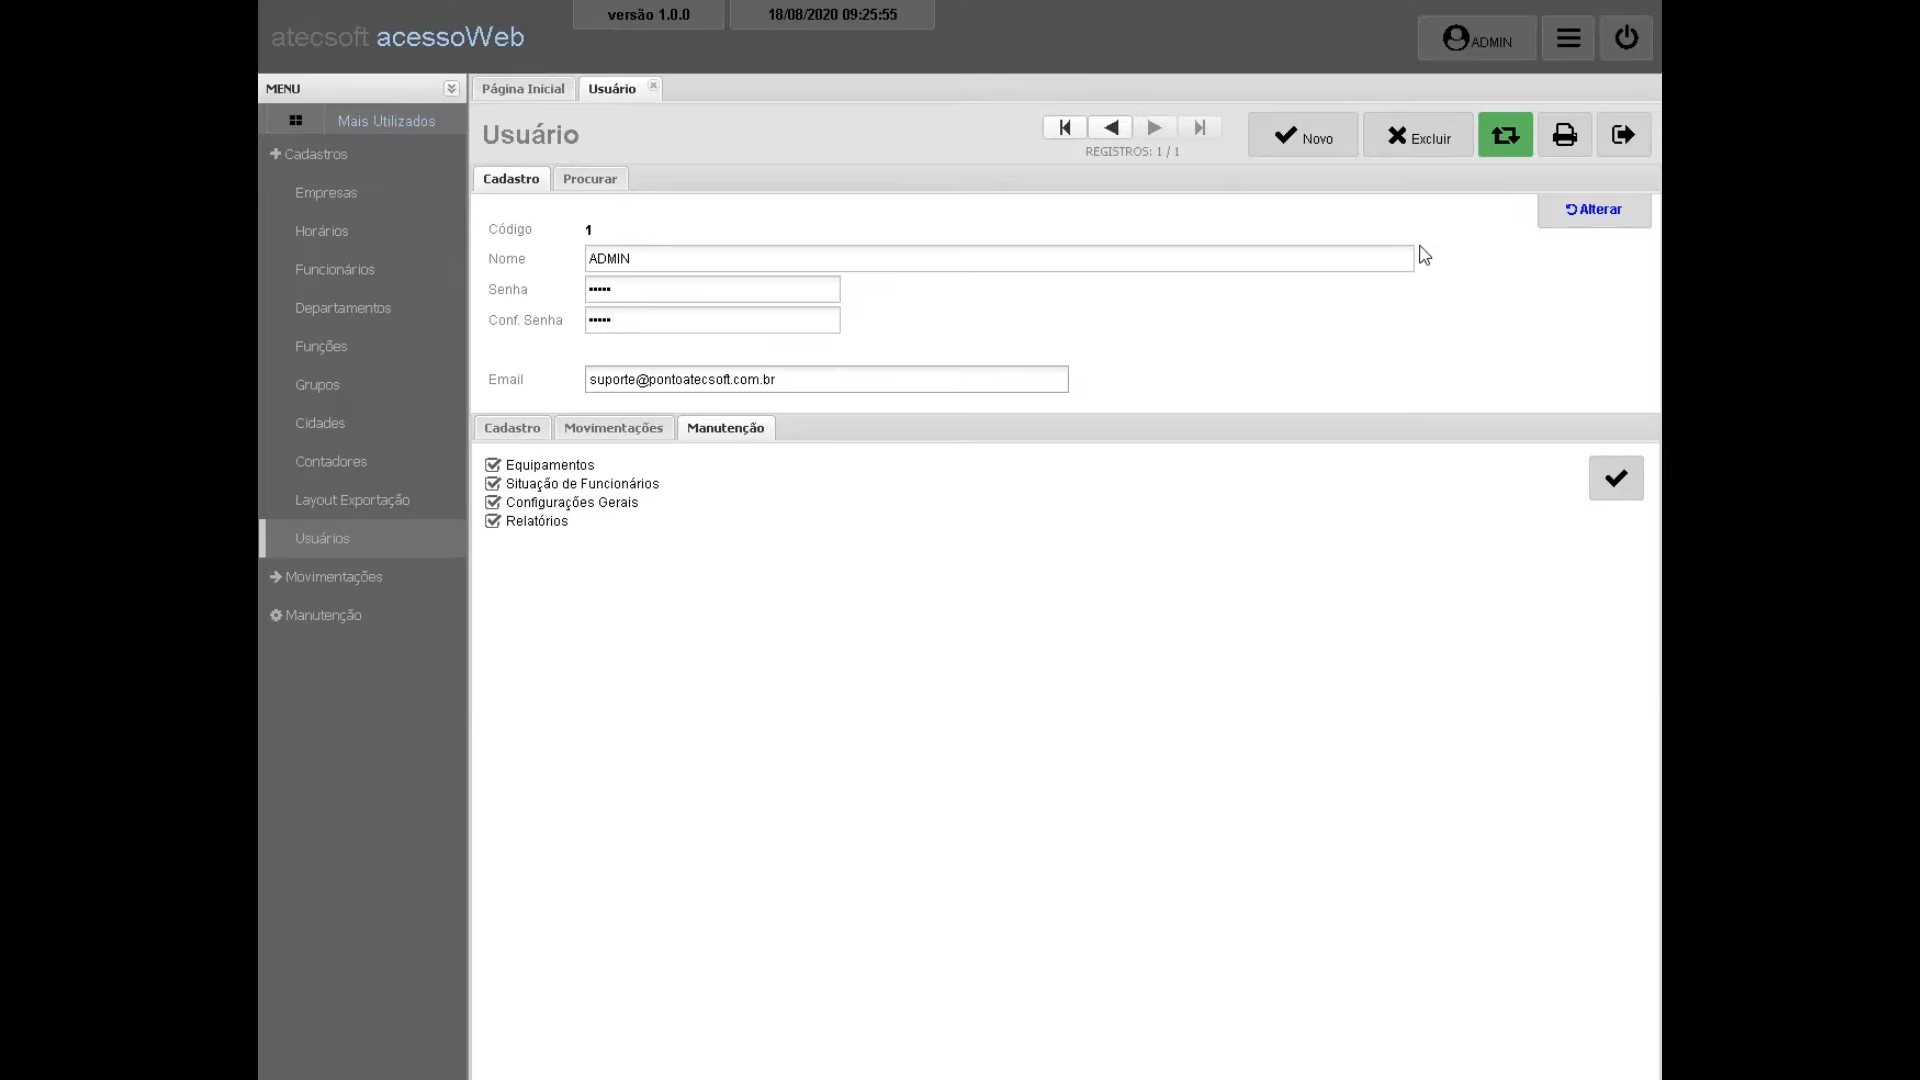 versão 1.0.0
18/08/2020 09:25:55
atecsoft acessoWeb
ADMIN
MENU
Página Inicial
Usuário
Mais Utilizados
Usuário
REGISTROS: 1 / 1
Novo
Excluir
Cadastros
Cadastro
Procurar
Empresas
Alterar
Código
1
Horários
Nome
ADMIN
Funcionários
Senha
•••••
Departamentos
Conf. Senha
•••••
Funções
Grupos
Email
suporte@pontoatecsoft.com.br
Cidades
Cadastro
Movimentações
Manutenção
Contadores
Equipamentos
Situação de Funcionários
Layout Exportação
Configurações Gerais
Relatórios
Usuários
Movimentações
Manutenção